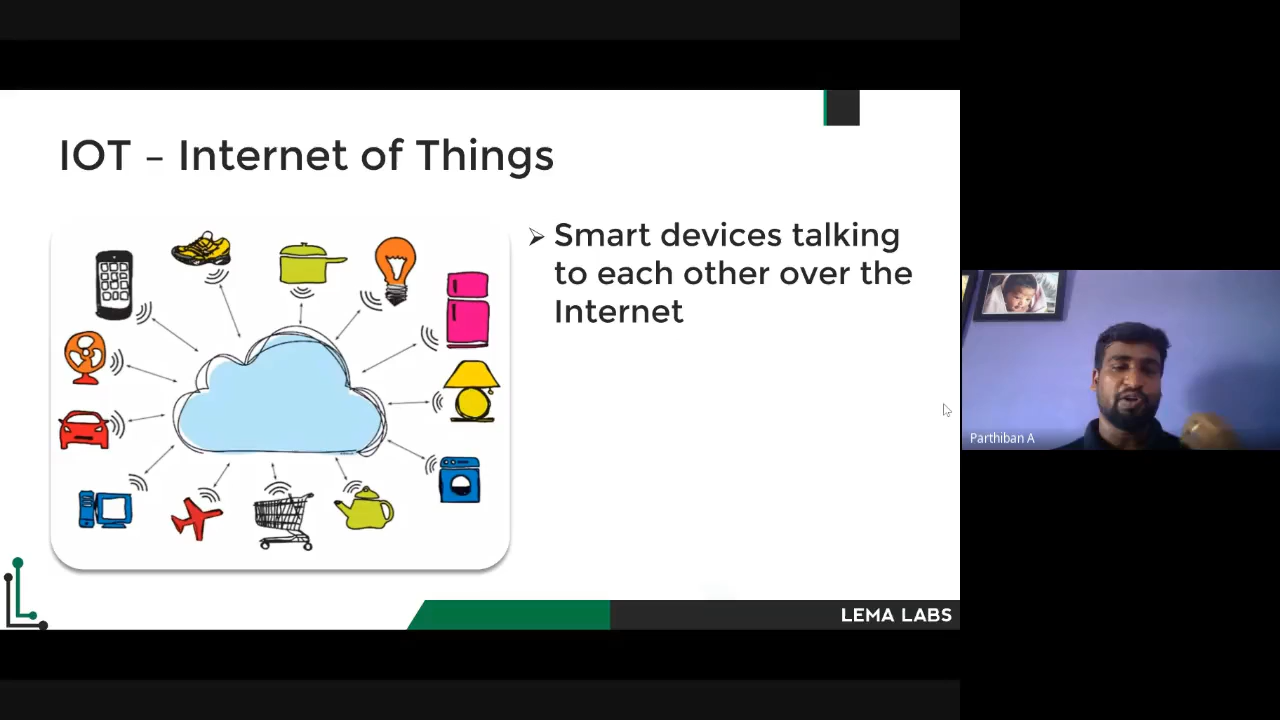 IOT – Internet of Things
➢ Smart devices talking
to each other over the
Internet
LEMA LABS
Parthiban A